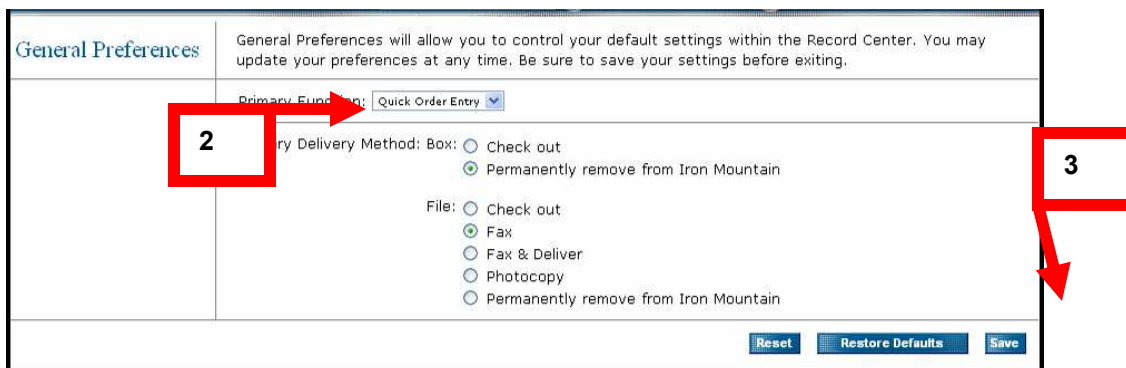 General Preferences
General Preferences will allow you to control your default settings within the Record Center. You may
update your preferences at any time. Be sure to save your settings before exiting.
Primary Function: Quick Order Entry
2
ry Delivery Method: Box: Check out
Permanently remove from Iron Mountain
3
File: Check out
Fax
Fax & Deliver
Photocopy
Permanently remove from Iron Mountain
Reset Restore Defaults Save